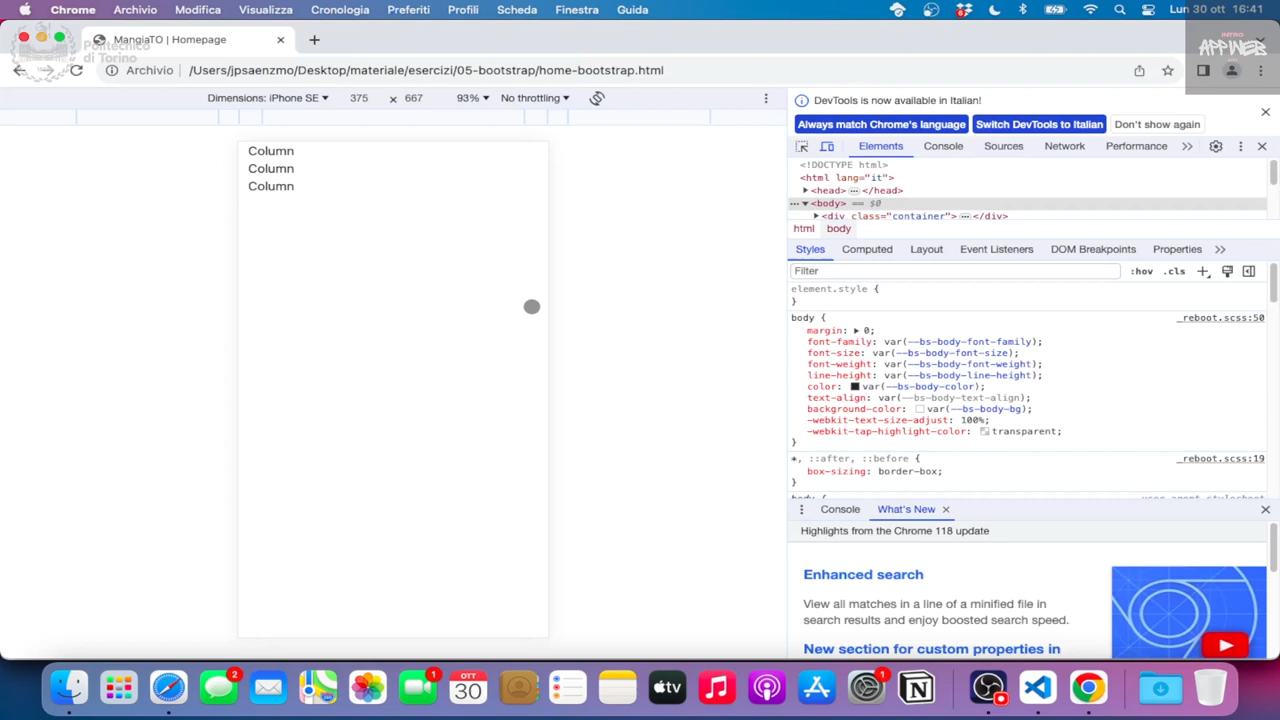 Chrome Archivio Modifica Visualizza Cronologia Preferiti Profili Scheda Finestra Guida Lun 30 ott 16:41
MangiaTO | Homepage
Politecnico
di Torino
INTRO
APPWEB
Archivio /Users/jpsaenzmo/Desktop/materiale/esercizi/05-bootstrap/home-bootstrap.html
Dimensions: iPhone SE 375 × 667 93% No throttling
Column
Column
Column
DevTools is now available in Italian!
Always match Chrome's language Switch DevTools to Italian Don't show again
Elements Console Sources Network Performance
<!DOCTYPE html>
<html lang="it">
<head> </head>
<body> == $0
<div class="container"> </div>
html body
Styles Computed Layout Event Listeners DOM Breakpoints Properties
Filter :hov .cls
element.style {
}
body { _reboot.scss:50
margin: 0;
font-family: var(--bs-body-font-family);
font-size: var(--bs-body-font-size);
font-weight: var(--bs-body-font-weight);
line-height: var(--bs-body-line-height);
color: var(--bs-body-color);
text-align: var(--bs-body-text-align);
background-color: var(--bs-body-bg);
-webkit-text-size-adjust: 100%;
-webkit-tap-highlight-color: transparent;
}
*, ::after, ::before { _reboot.scss:19
box-sizing: border-box;
}
Console What's New
Highlights from the Chrome 118 update
Enhanced search
View all matches in a line of a minified file in
search results and enjoy boosted search speed.
New section for custom properties in
2
1
OTT
30
tv
1